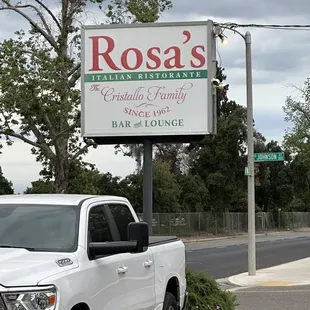 Rosa's
ITALIAN RISTORANTE
The
Cristallo Family
SINCE 1962
BAR and LOUNGE
JOHNSON